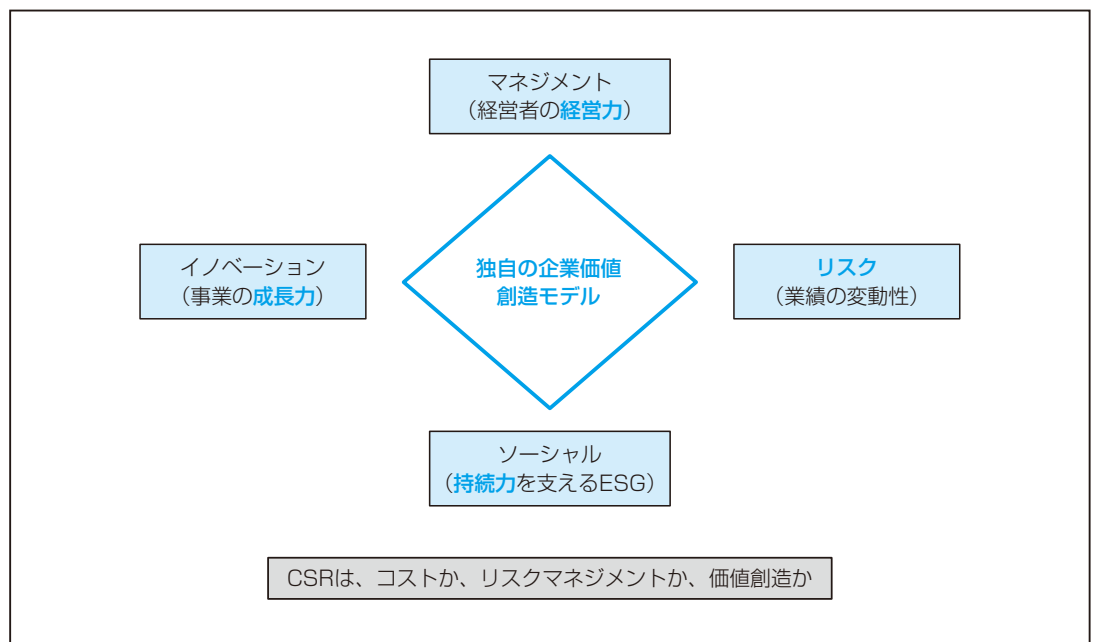 マネジメント
（経営者の経営力）
イノベーション
（事業の成長力）
独自の企業価値
創造モデル
リスク
（業績の変動性）
ソーシャル
（持続力を支えるESG）
CSRは、コストか、リスクマネジメントか、価値創造か